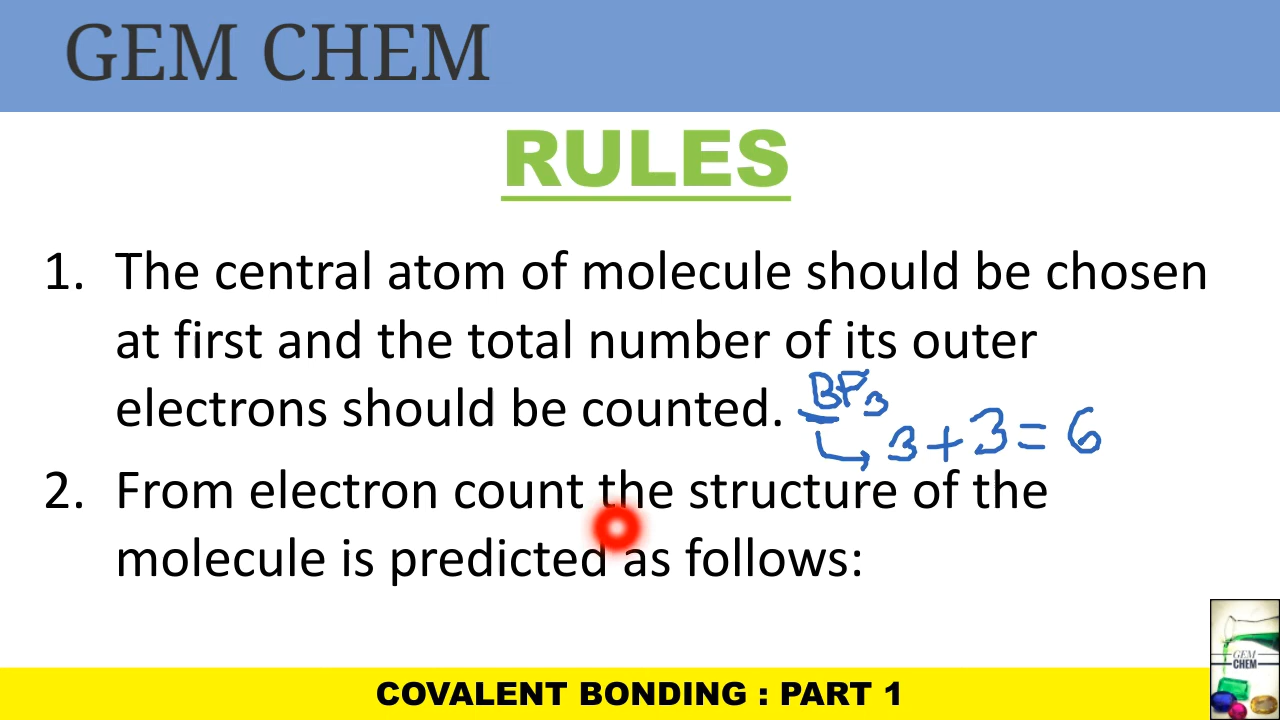 GEM CHEM
RULES
1. The central atom of molecule should be chosen
at first and the total number of its outer
electrons should be counted.
BF3
3+3=6
2. From electron count the structure of the
molecule is predicted as follows:
GEM
CHEM
COVALENT BONDING : PART 1